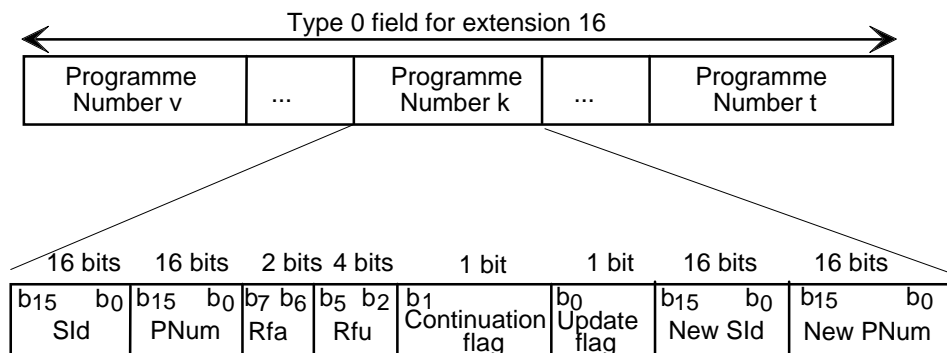 Type 0 field for extension 16
Programme Number v ... Programme Number k ... Programme Number t
16 bits 16 bits 2 bits 4 bits 1 bit 1 bit 16 bits 16 bits
b15 b0 b15 b0 b7 b6 b5 b2 b1 b0 b15 b0 b15 b0
SId PNum Rfa Rfu Continuation flag Update flag New SId New PNum